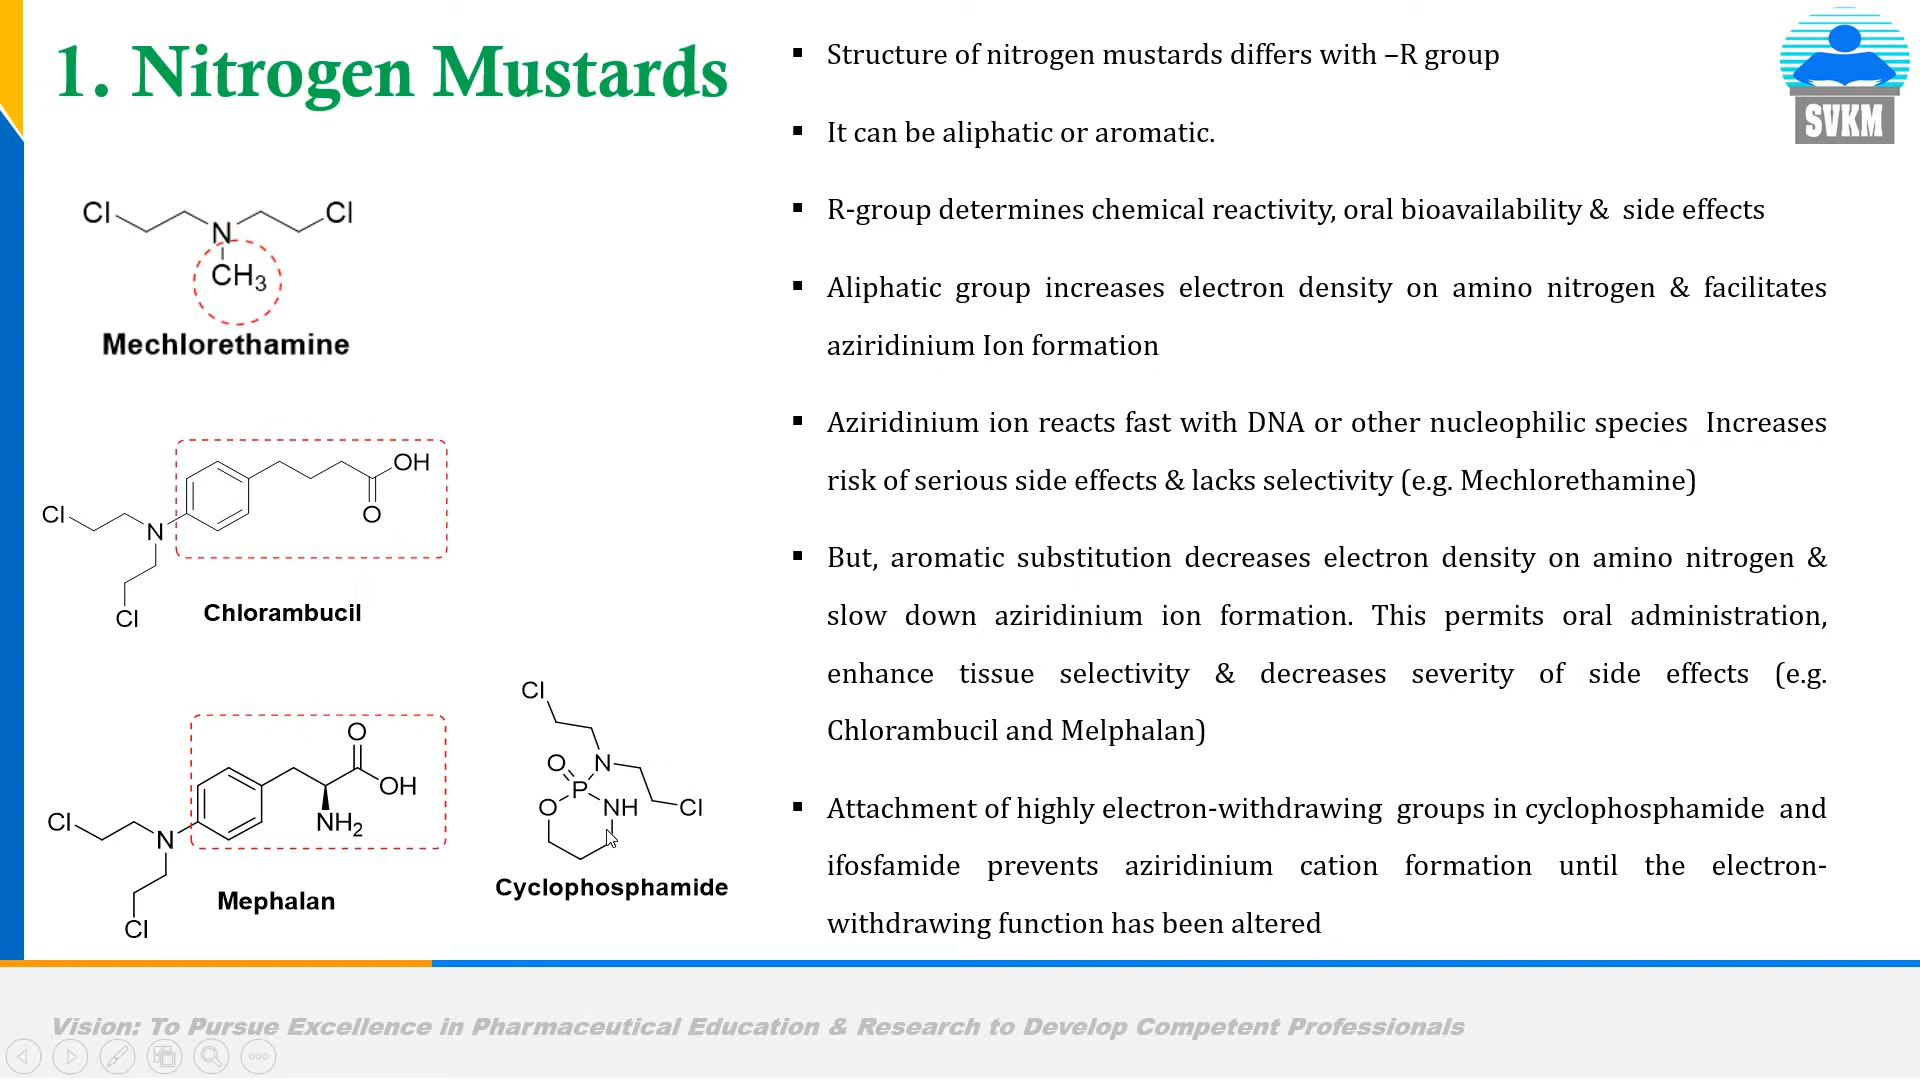 1. Nitrogen Mustards
Cl
Cl
N
CH3
Mechlorethamine
OH
O
Cl
N
Cl
Chlorambucil
O
OH
NH2
Cl
N
Cl
Mephalan
Cl
O
N
P
O
NH
Cl
Cyclophosphamide
▪ Structure of nitrogen mustards differs with –R group
▪ It can be aliphatic or aromatic.
▪ R-group determines chemical reactivity, oral bioavailability & side effects
▪ Aliphatic group increases electron density on amino nitrogen & facilitates
aziridinium Ion formation
▪ Aziridinium ion reacts fast with DNA or other nucleophilic species Increases
risk of serious side effects & lacks selectivity (e.g. Mechlorethamine)
▪ But, aromatic substitution decreases electron density on amino nitrogen &
slow down aziridinium ion formation. This permits oral administration,
enhance tissue selectivity & decreases severity of side effects (e.g.
Chlorambucil and Melphalan)
▪ Attachment of highly electron-withdrawing groups in cyclophosphamide and
ifosfamide prevents aziridinium cation formation until the electron-
withdrawing function has been altered
SVKM
Vision: To Pursue Excellence in Pharmaceutical Education & Research to Develop Competent Professionals